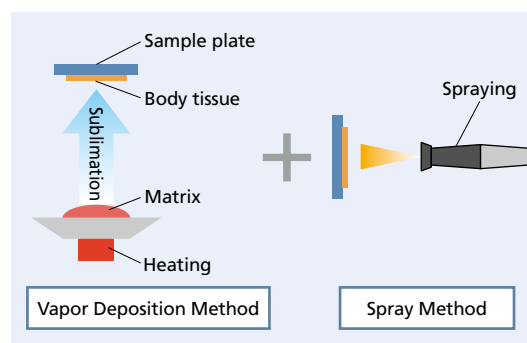 Sample plate
Body tissue
Sublimation
Matrix
Heating
Vapor Deposition Method
Spraying
Spray Method